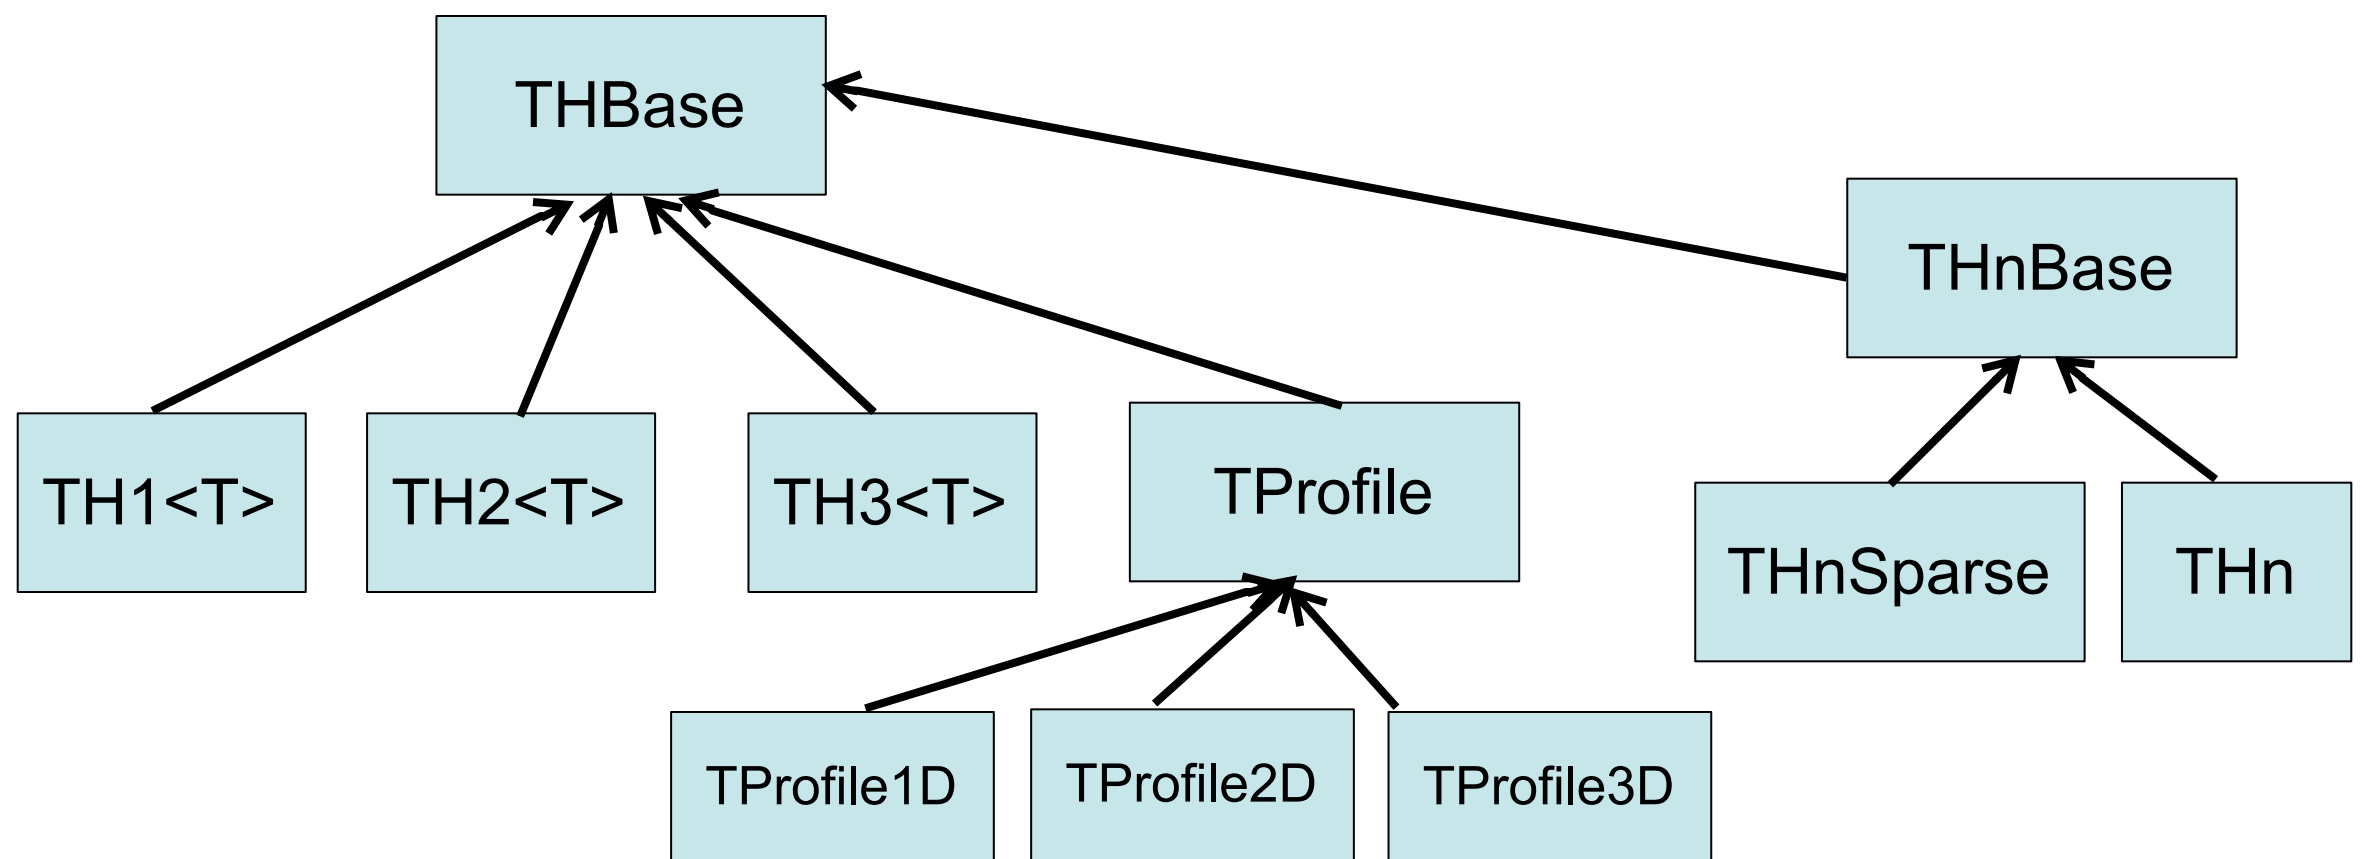 THBase
THnBase
TH1<T>
TH2<T>
TH3<T>
TProfile
THnSparse
THn
TProfile1D
TProfile2D
TProfile3D